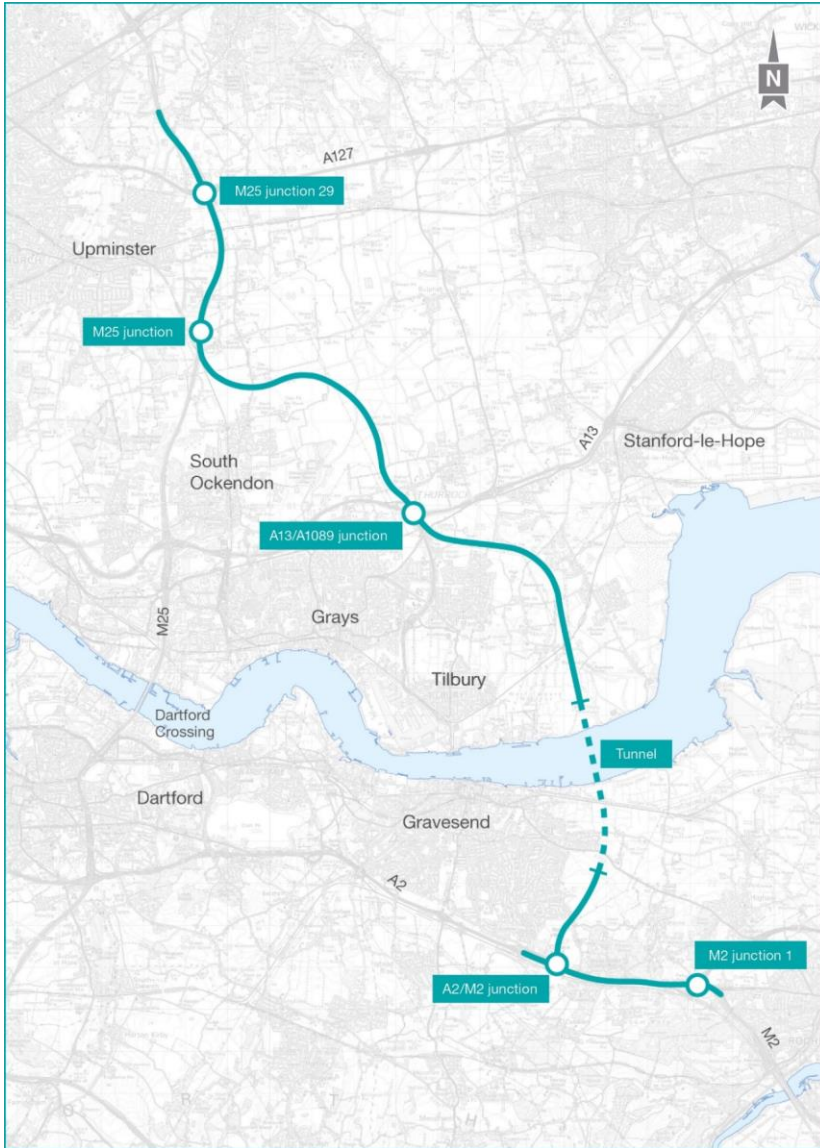 N
A127
M25 junction 29
Upminster
M25 junction
A13
Stanford-le-Hope
South
Ockendon
A13/A1089 junction
M25
Grays
Tilbury
Dartford
Crossing
Tunnel
Dartford
Gravesend
A2
M2 junction 1
A2/M2 junction
M2